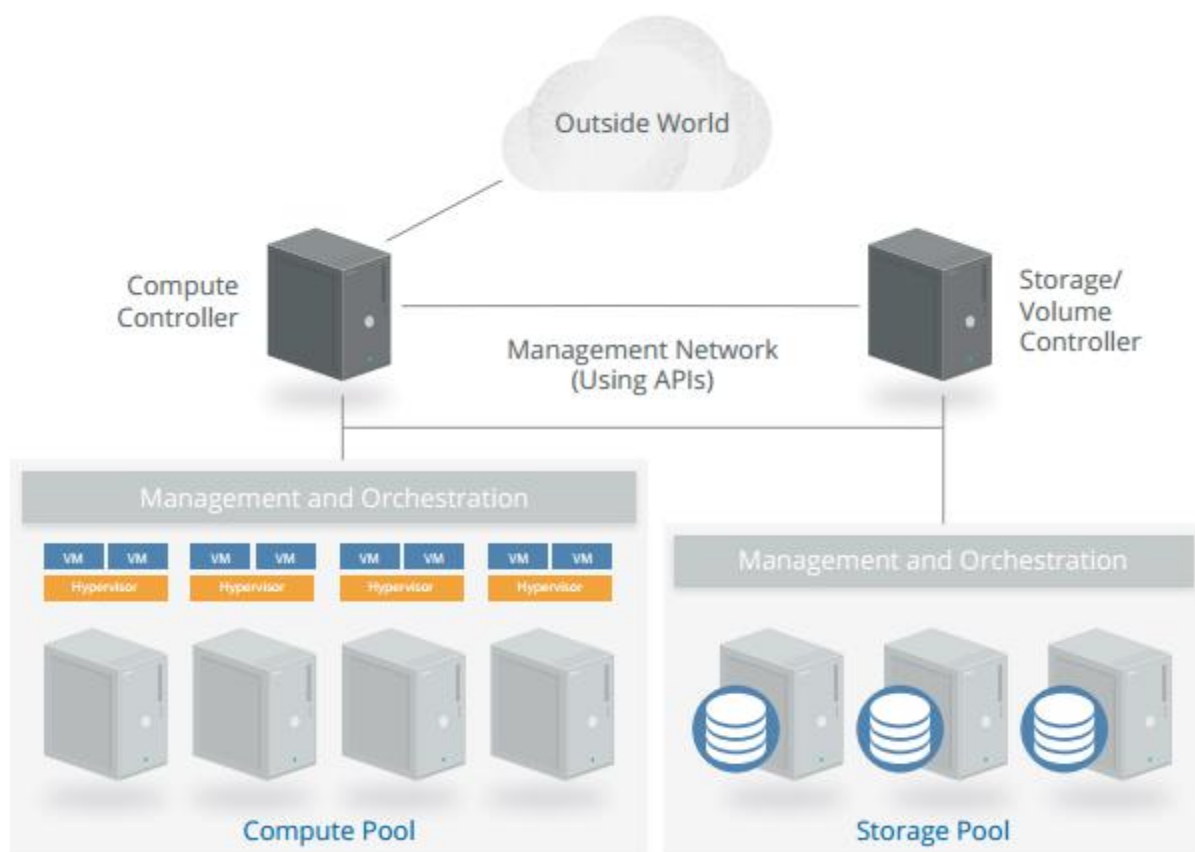 Outside World
Compute
Controller
Storage/
Volume
Controller
Management Network
(Using APIs)
Management and Orchestration
VM VM VM VM VM VM VM VM
Hypervisor Hypervisor Hypervisor Hypervisor
Management and Orchestration
Compute Pool
Storage Pool